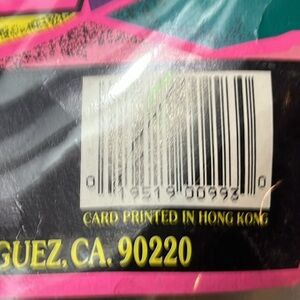 0 19519 00993 0
CARD PRINTED IN HONG KONG
GUEZ, CA. 90220